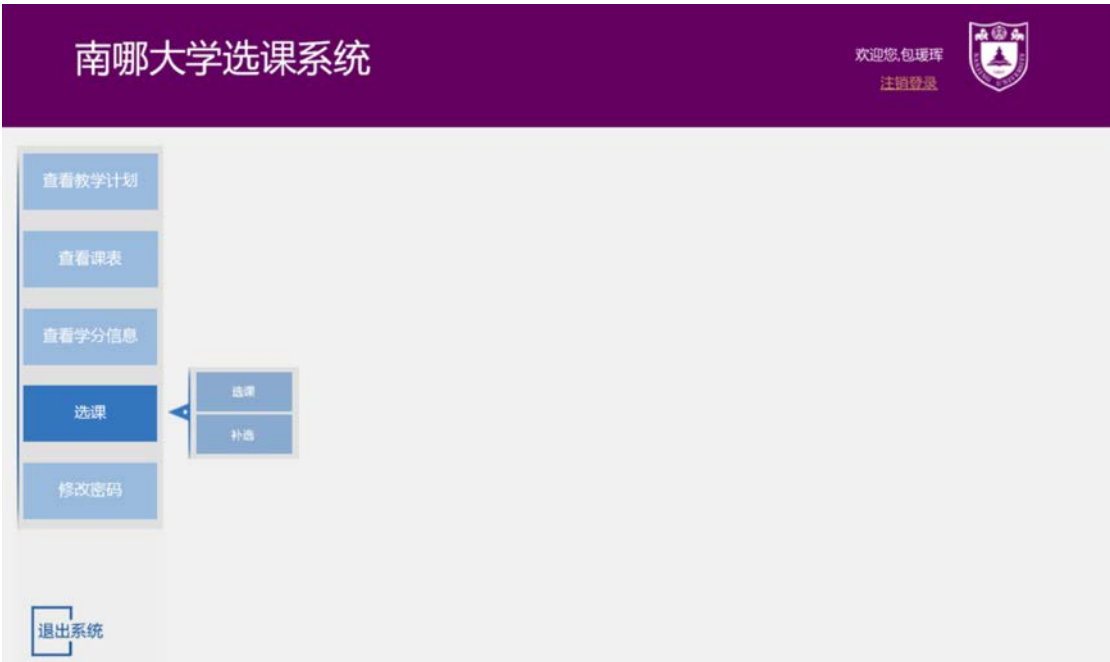 南哪大学选课系统
欢迎您,包瑗珲
注销登录
查看教学计划
查看课表
查看学分信息
选课
选课
补选
修改密码
退出系统